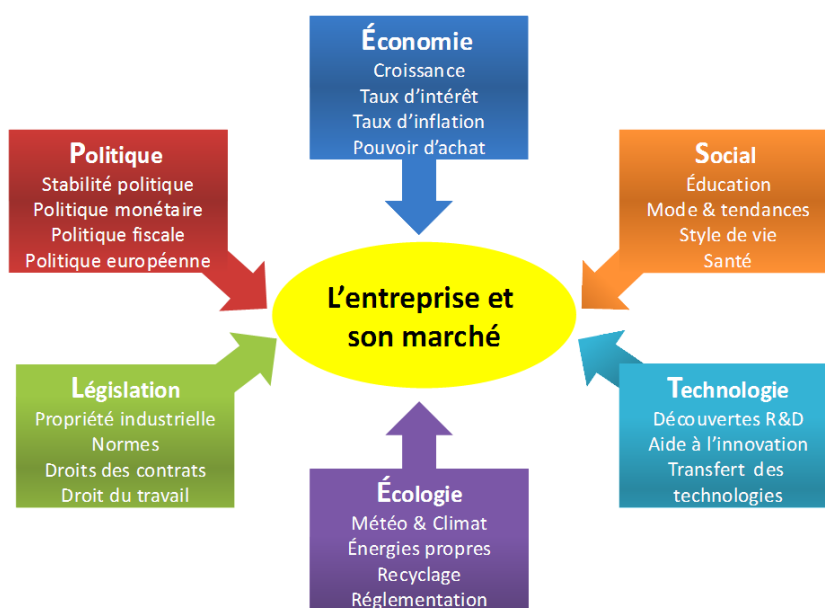 Économie
Croissance
Taux d'intérêt
Taux d'inflation
Pouvoir d'achat
Politique
Stabilité politique
Politique monétaire
Politique fiscale
Politique européenne
Social
Éducation
Mode & tendances
Style de vie
Santé
L'entreprise et
son marché
Législation
Propriété industrielle
Normes
Droits des contrats
Droit du travail
Technologie
Découvertes R&D
Aide à l'innovation
Transfert des
technologies
Écologie
Météo & Climat
Énergies propres
Recyclage
Réglementation